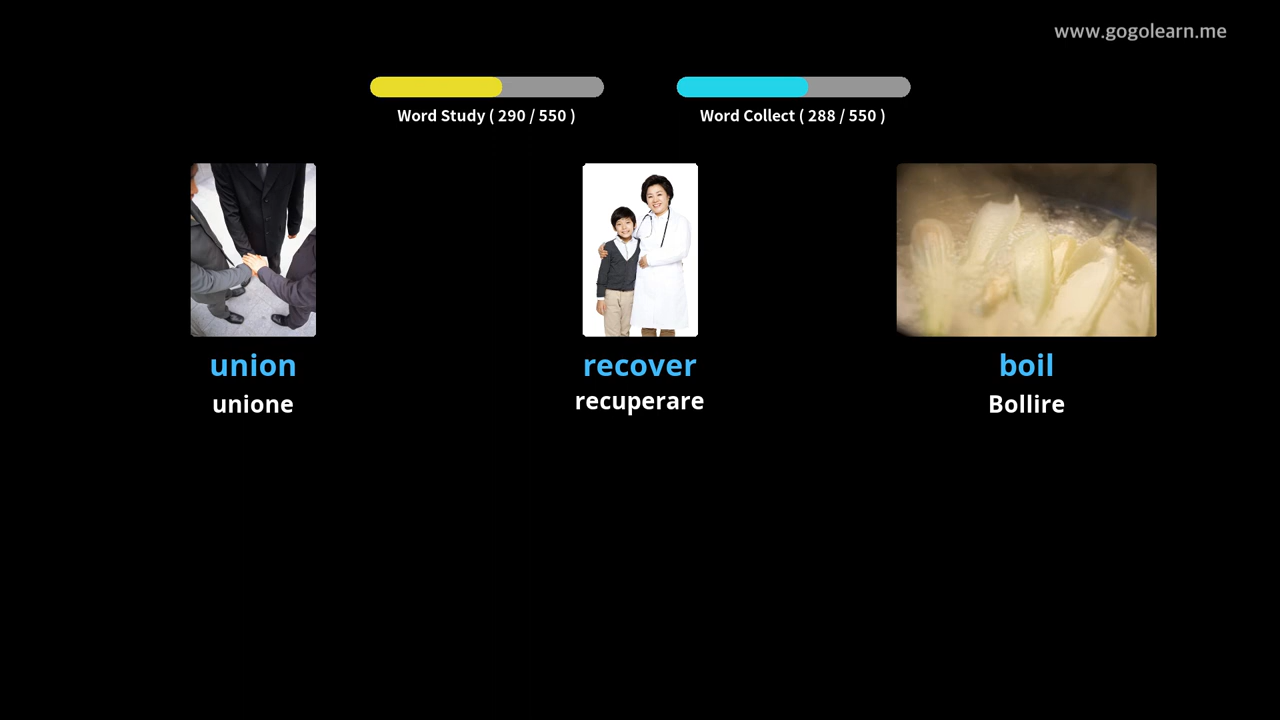 www.gogolearn.me
Word Study ( 290 / 550 )
Word Collect ( 288 / 550 )
union
recover
boil
unione
recuperare
Bollire